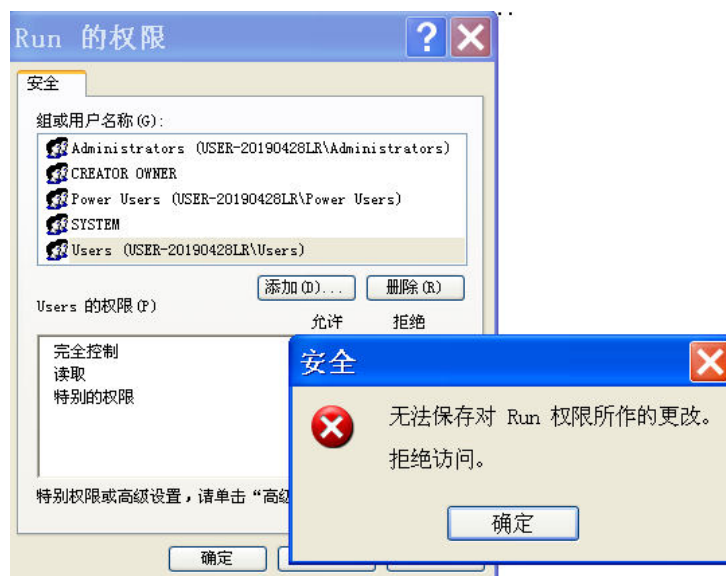 Run 的权限
安全
组或用户名称(G):
Administrators (USER-20190428LR\Administrators)
CREATOR OWNER
Power Users (USER-20190428LR\Power Users)
SYSTEM
Users (USER-20190428LR\Users)
添加(D)... 删除(R)
Users 的权限(P) 允许 拒绝
完全控制
读取
特别的权限
特别权限或高级设置,请单击“高级
确定
安全
无法保存对 Run 权限所作的更改。
拒绝访问。
确定